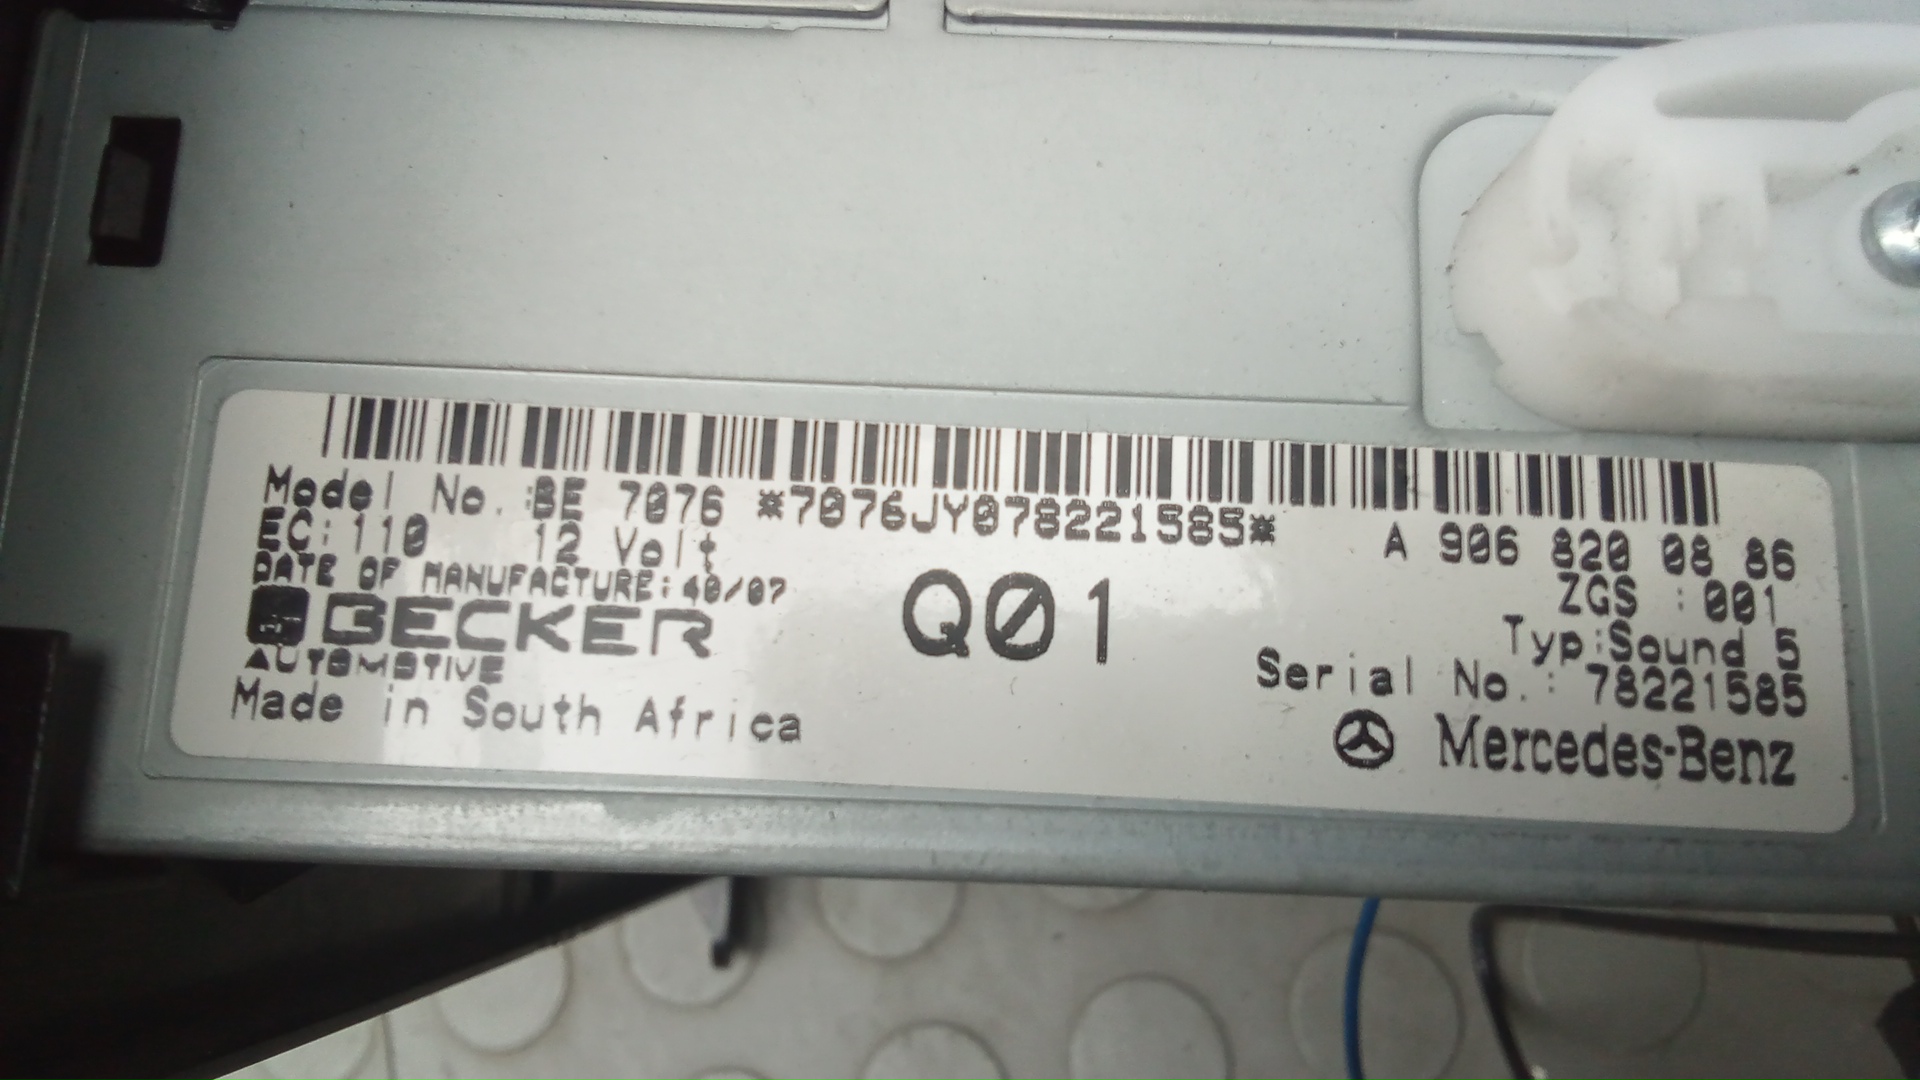 Model No. :BE 7076 *7076JY078221585* A 906 820 08 86
EC:110 12 Volt ZGS :001
DATE OF MANUFACTURE:40/07 Q01 Typ:Sound 5
BECKER Serial No.: 78221585
AUTOMOTIVE
Made in South Africa Mercedes-Benz